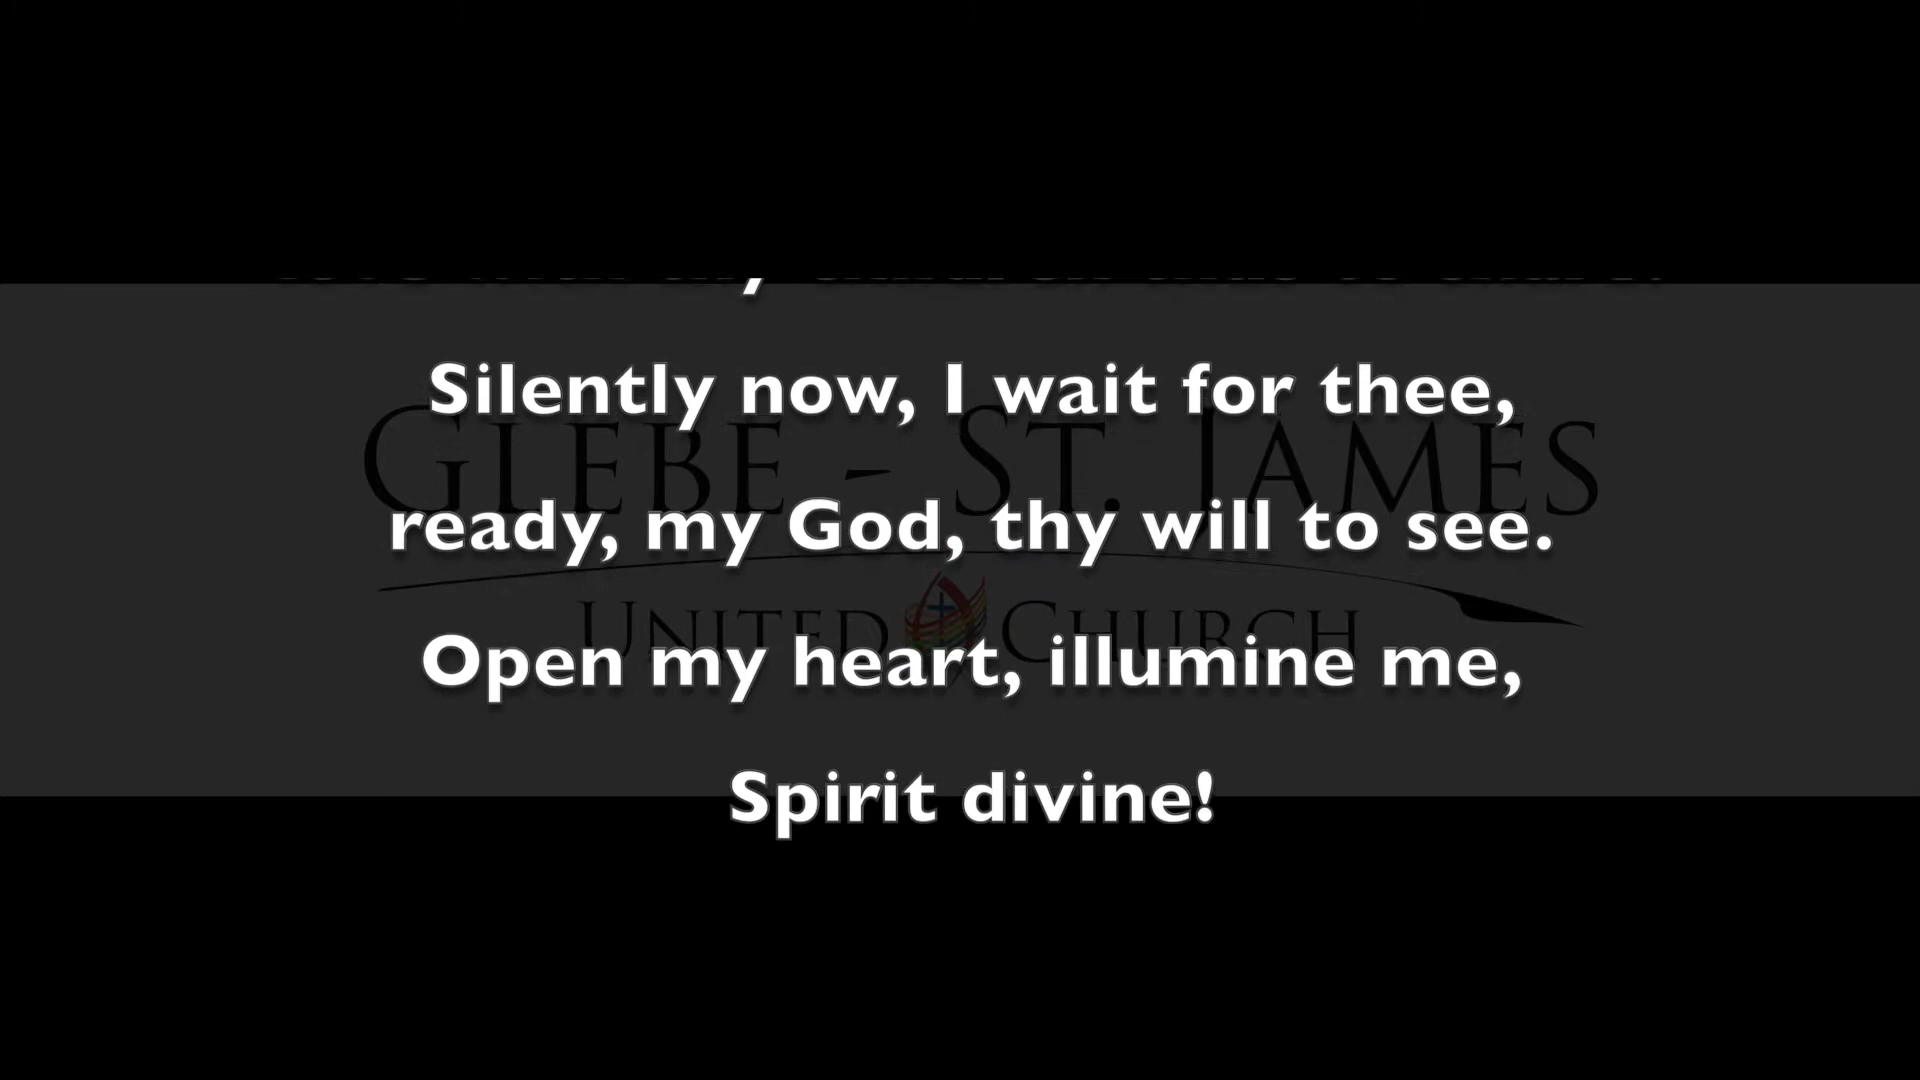 Silently now, I wait for thee,
GLEBE - ST. JAMES
ready, my God, thy will to see.
UNITED CHURCH
Open my heart, illumine me,
Spirit divine!